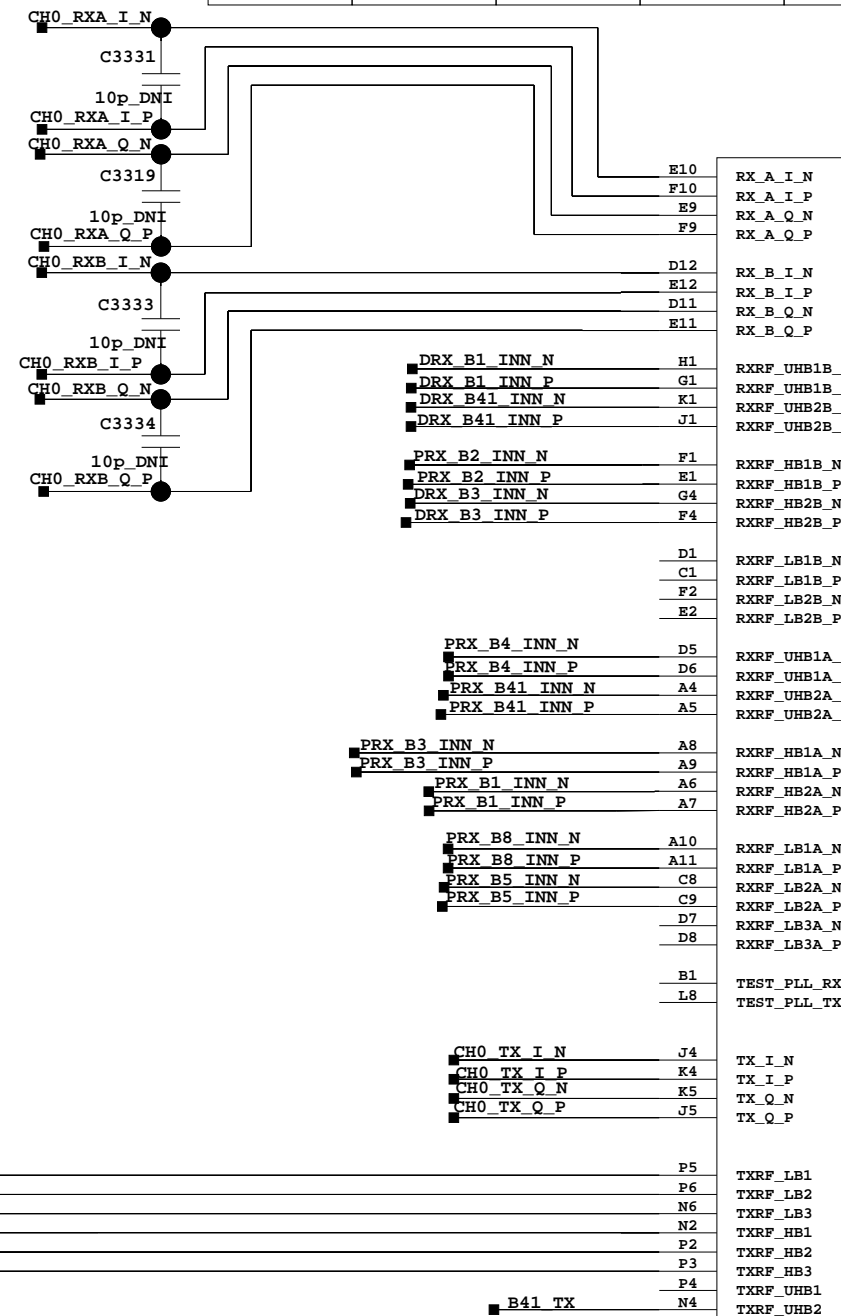 CH0_RXA_I_N
C3331
10p_DNI
CH0_RXA_I_P
CH0_RXA_Q_N
C3319
10p_DNI
CH0_RXA_Q_P
CH0_RXB_I_N
C3333
10p_DNI
CH0_RXB_I_P
CH0_RXB_Q_N
C3334
10p_DNI
CH0_RXB_Q_P
E10 RX_A_I_N
F10 RX_A_I_P
E9 RX_A_Q_N
F9 RX_A_Q_P
D12 RX_B_I_N
E12 RX_B_I_P
D11 RX_B_Q_N
E11 RX_B_Q_P
DRX_B1_INN_N H1 RXRF_UHB1B_
DRX_B1_INN_P G1 RXRF_UHB1B_
DRX_B41_INN_N K1 RXRF_UHB2B_
DRX_B41_INN_P J1 RXRF_UHB2B_
PRX_B2_INN_N F1 RXRF_HB1B_N
PRX_B2_INN_P E1 RXRF_HB1B_P
DRX_B3_INN_N G4 RXRF_HB2B_N
DRX_B3_INN_P F4 RXRF_HB2B_P
D1 RXRF_LB1B_N
C1 RXRF_LB1B_P
F2 RXRF_LB2B_N
E2 RXRF_LB2B_P
PRX_B4_INN_N D5 RXRF_UHB1A_
PRX_B4_INN_P D6 RXRF_UHB1A_
PRX_B41_INN_N A4 RXRF_UHB2A_
PRX_B41_INN_P A5 RXRF_UHB2A_
PRX_B3_INN_N A8 RXRF_HB1A_N
PRX_B3_INN_P A9 RXRF_HB1A_P
PRX_B1_INN_N A6 RXRF_HB2A_N
PRX_B1_INN_P A7 RXRF_HB2A_P
PRX_B8_INN_N A10 RXRF_LB1A_N
PRX_B8_INN_P A11 RXRF_LB1A_P
PRX_B5_INN_N C8 RXRF_LB2A_N
PRX_B5_INN_P C9 RXRF_LB2A_P
D7 RXRF_LB3A_N
D8 RXRF_LB3A_P
B1 TEST_PLL_RX
L8 TEST_PLL_TX
CH0_TX_I_N J4 TX_I_N
CH0_TX_I_P K4 TX_I_P
CH0_TX_Q_N K5 TX_Q_N
CH0_TX_Q_P J5 TX_Q_P
P5 TXRF_LB1
P6 TXRF_LB2
N6 TXRF_LB3
N2 TXRF_HB1
P2 TXRF_HB2
P3 TXRF_HB3
P4 TXRF_UHB1
B41_TX N4 TXRF_UHB2